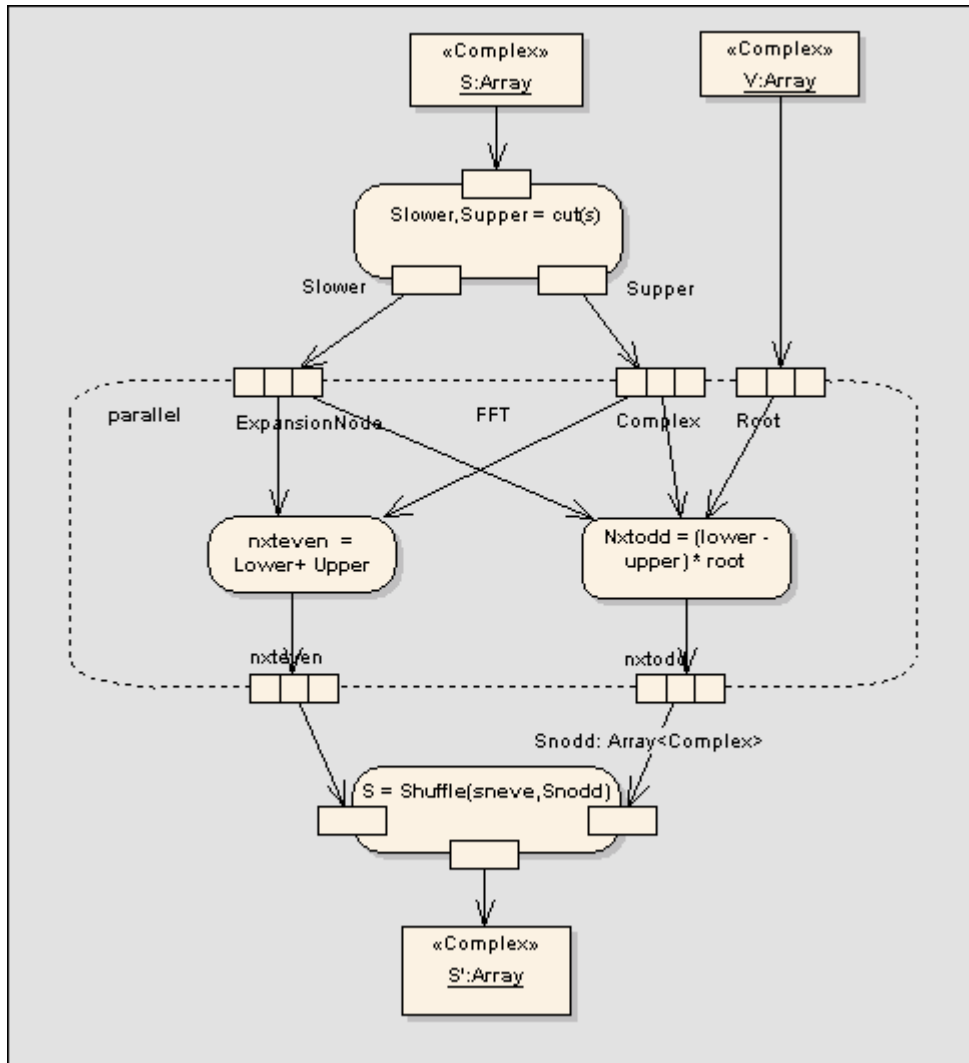 «Complex»
S:Array
«Complex»
V:Array
Slower,Supper = cut(s)
Slower
Supper
parallel
ExpansionNode
FFT
Complex
Root
nxteven =
Lower+ Upper
Nxtodd = (lower -
upper) * root
nxteven
nxtodd
Snodd: Array<Complex>
S = Shuffle(sneve,Snodd)
«Complex»
S':Array